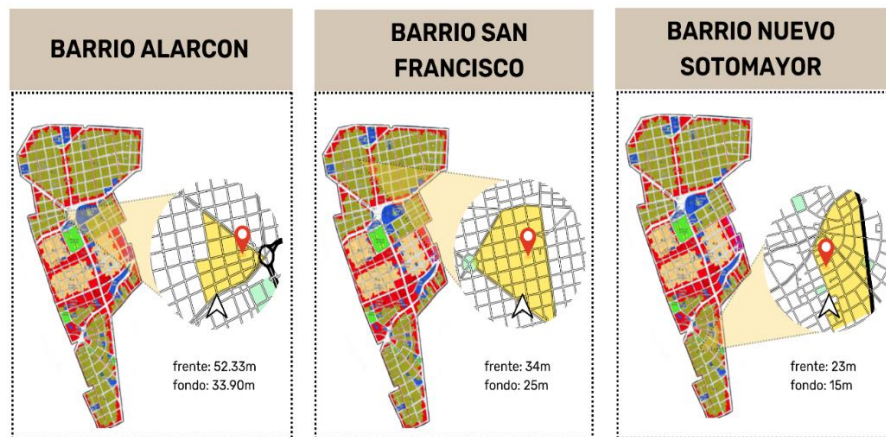 BARRIO ALARCON
BARRIO SAN
FRANCISCO
BARRIO NUEVO
SOTOMAYOR
frente: 52.33m
fondo: 33.90m
frente: 34m
fondo: 25m
frente: 23m
fondo: 15m